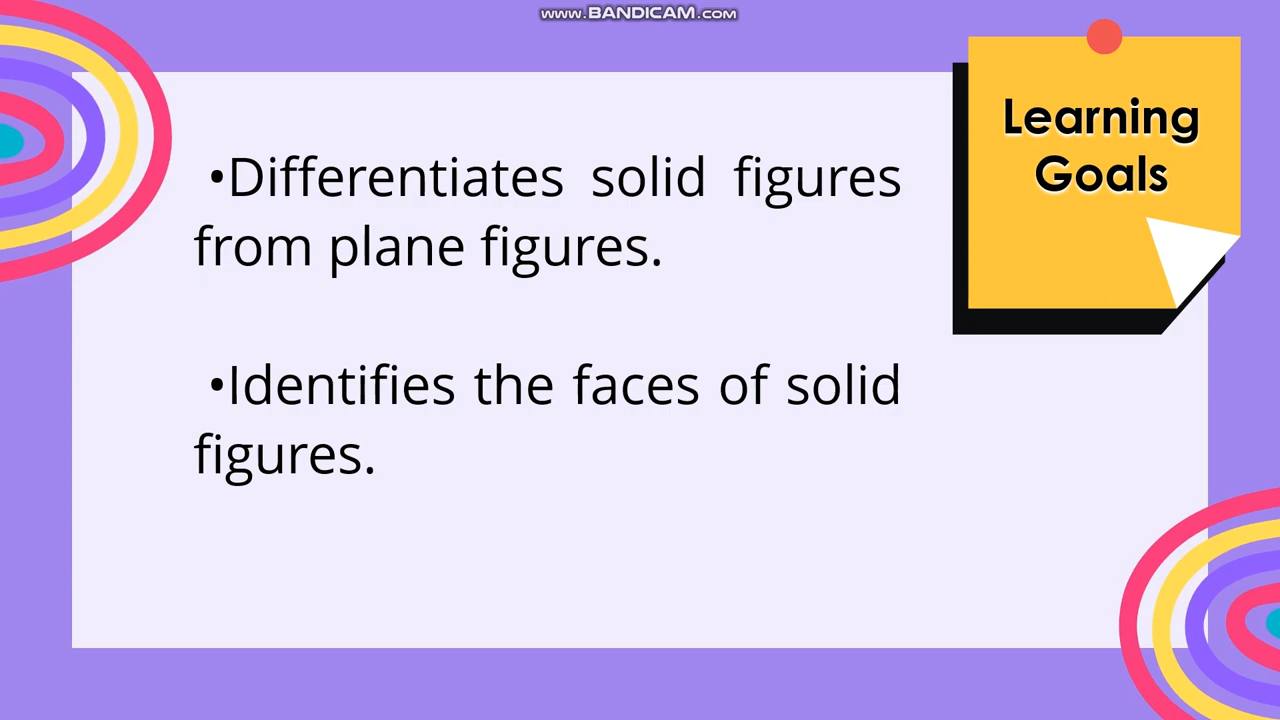 www.BANDICAM.com
Learning
Goals
•Differentiates solid figures
from plane figures.
•Identifies the faces of solid
figures.